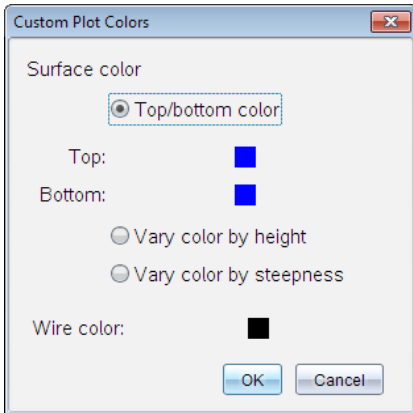 Custom Plot Colors
Surface color
Top/bottom color
Top:
Bottom:
Vary color by height
Vary color by steepness
Wire color:
OK Cancel